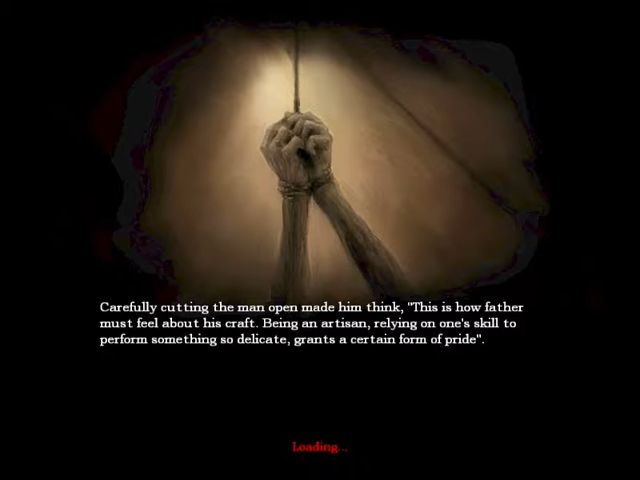 Carefully cutting the man open made him think, "This is how father
must feel about his craft. Being an artisan, relying on one's skill to
perform something so delicate, grants a certain form of pride".
Loading...